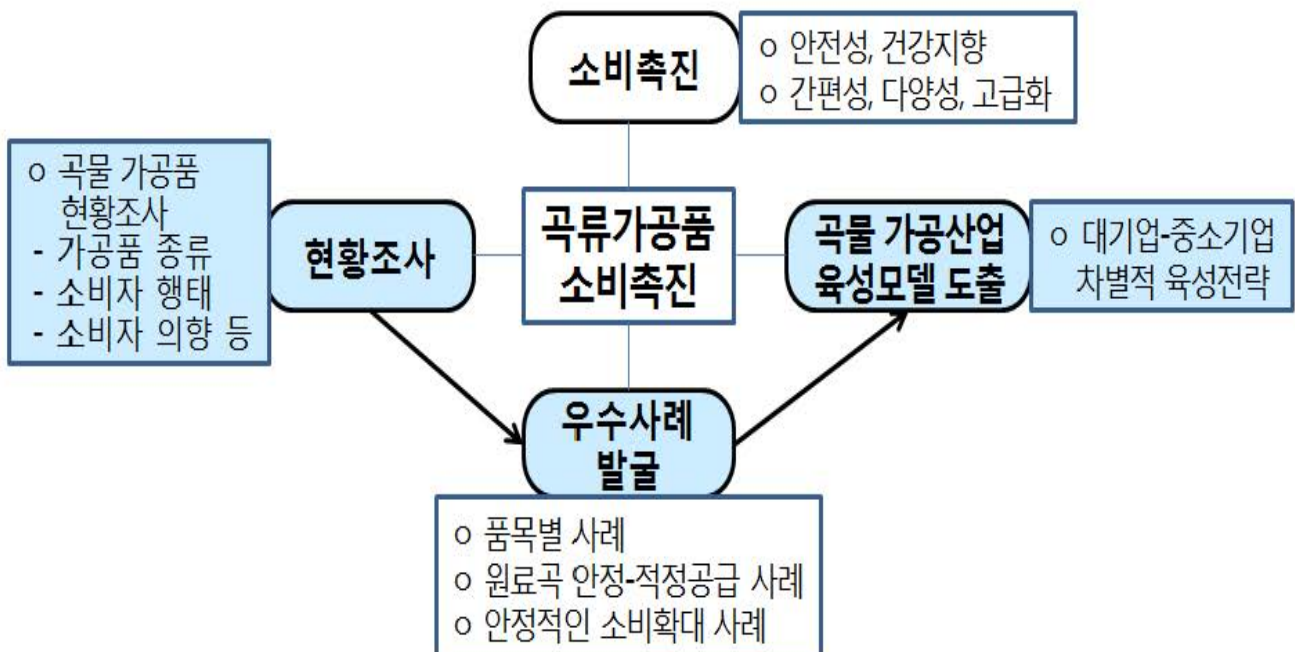 소비촉진
o 안전성, 건강지향
o 간편성, 다양성, 고급화
o 곡물 가공품
현황조사
- 가공품 종류
- 소비자 행태
- 소비자 의향 등
현황조사
곡류가공품
소비촉진
곡물 가공산업
육성모델 도출
o 대기업-중소기업
차별적 육성전략
우수사례
발굴
o 품목별 사례
o 원료곡 안정-적정공급 사례
o 안정적인 소비확대 사례